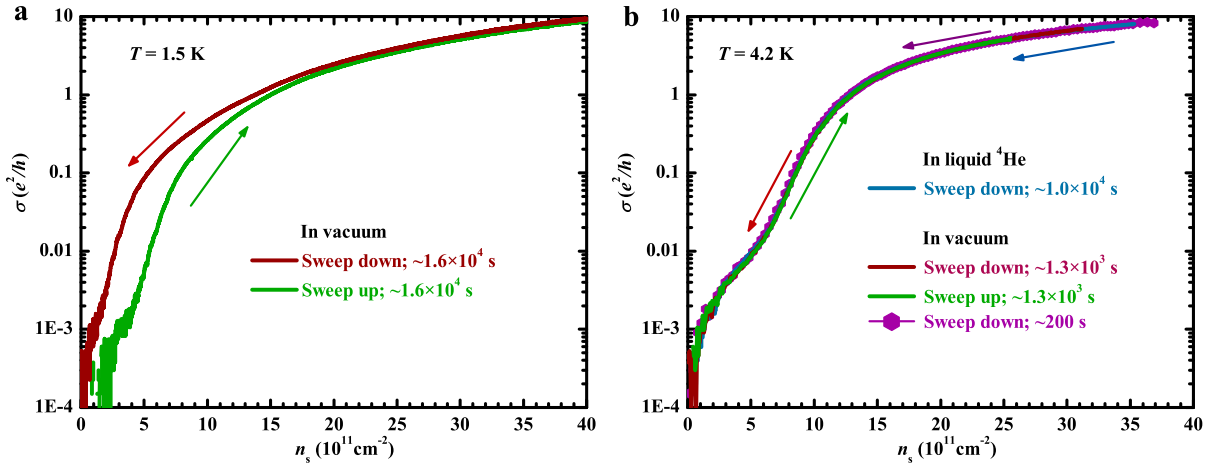 a
T = 1.5 K
10
1
0.1
0.01
1E-3
1E-4
σ (e²/h)
In vacuum
Sweep down; ~1.6×10⁴ s
Sweep up; ~1.6×10⁴ s
0 5 10 15 20 25 30 35 40
nₛ (10¹¹cm⁻²)
b
T = 4.2 K
10
1
0.1
0.01
1E-3
1E-4
σ (e²/h)
In liquid ⁴He
Sweep down; ~1.0×10⁴ s
In vacuum
Sweep down; ~1.3×10³ s
Sweep up; ~1.3×10³ s
Sweep down; ~200 s
0 5 10 15 20 25 30 35 40
nₛ (10¹¹cm⁻²)